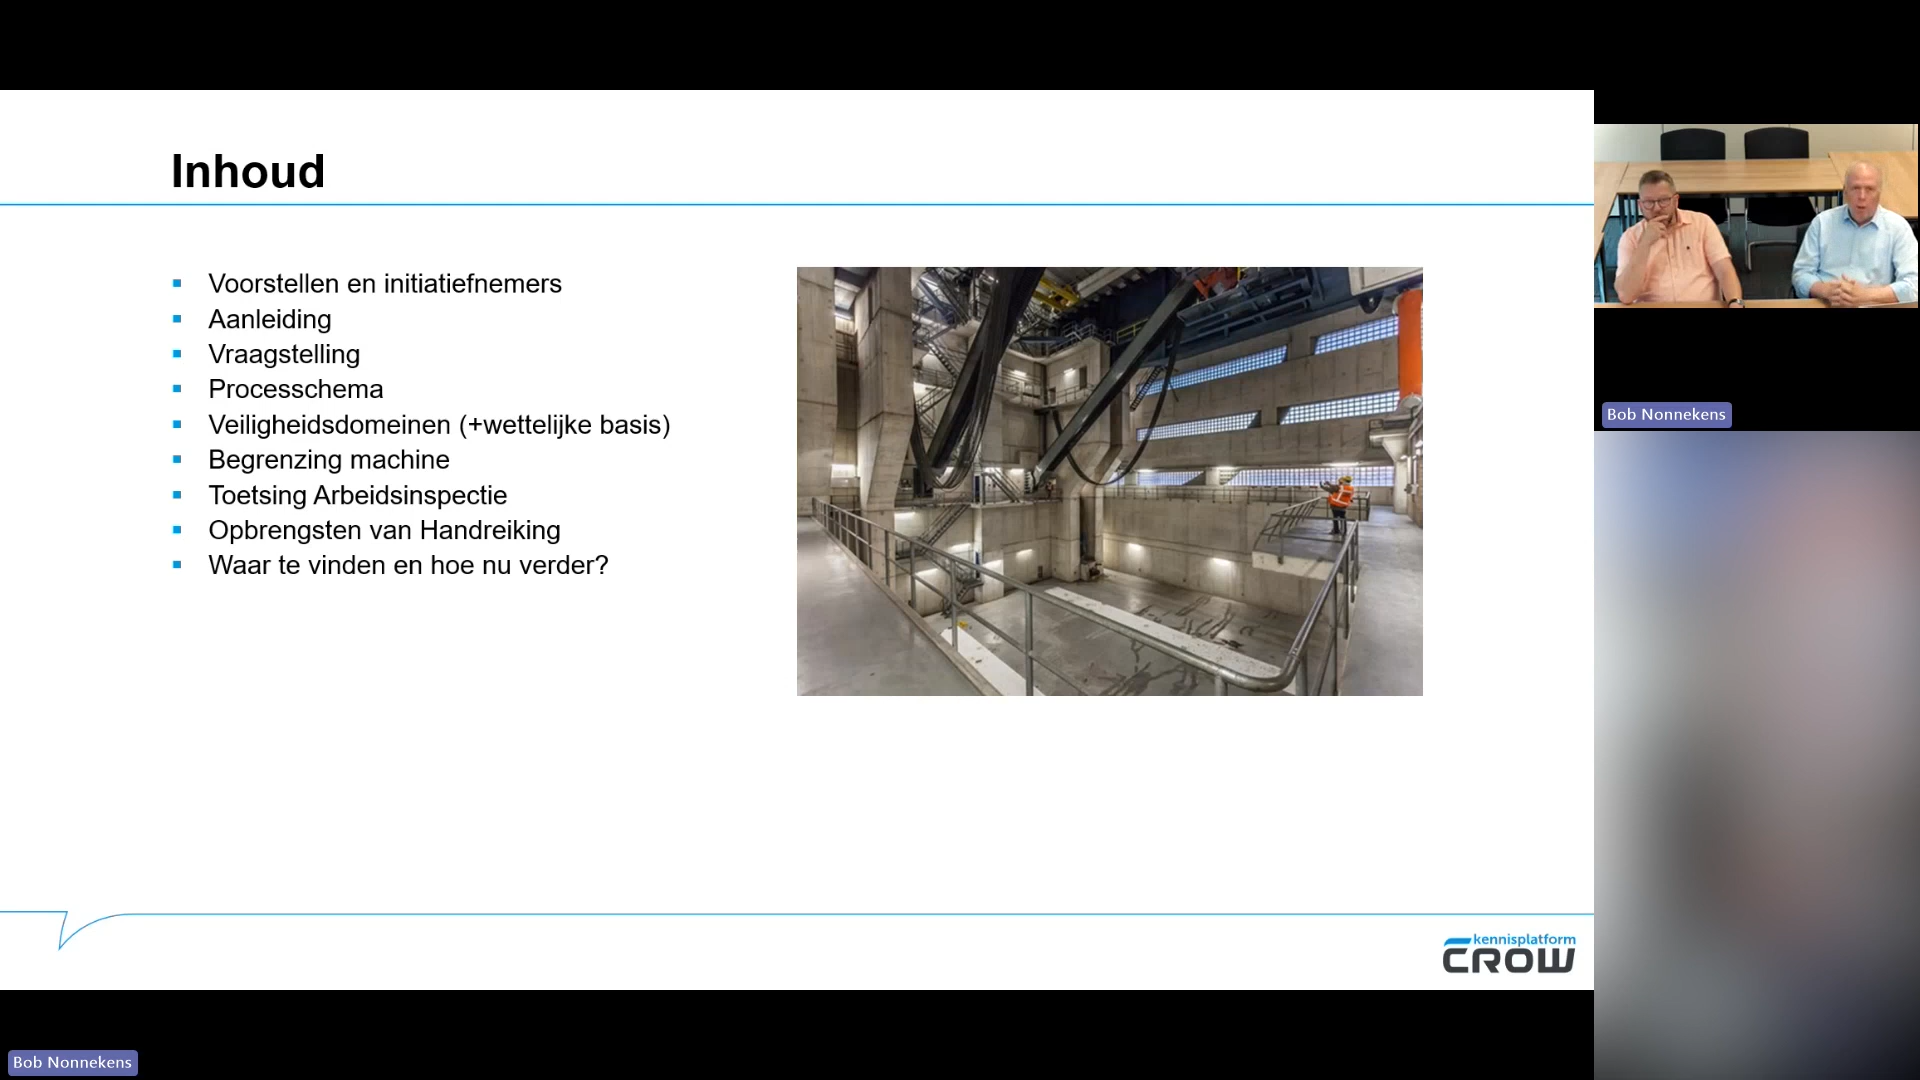 Inhoud
Voorstellen en initiatiefnemers
Aanleiding
Vraagstelling
Processchema
Veiligheidsdomeinen (+wettelijke basis)
Begrenzing machine
Toetsing Arbeidsinspectie
Opbrengsten van Handreiking
Waar te vinden en hoe nu verder?
kennisplatform
CROW
Bob Nonnekens
Bob Nonnekens